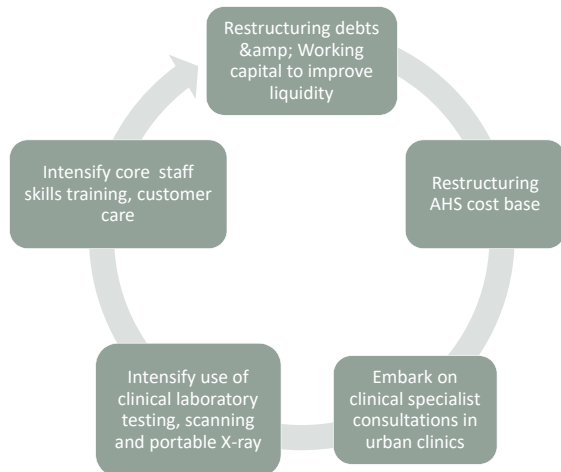 Restructuring debts
&amp; Working
capital to improve
liquidity
Restructuring
AHS cost base
Embark on
clinical specialist
consultations in
urban clinics
Intensify use of
clinical laboratory
testing, scanning
and portable X-ray
Intensify core  staff
skills training, customer
care